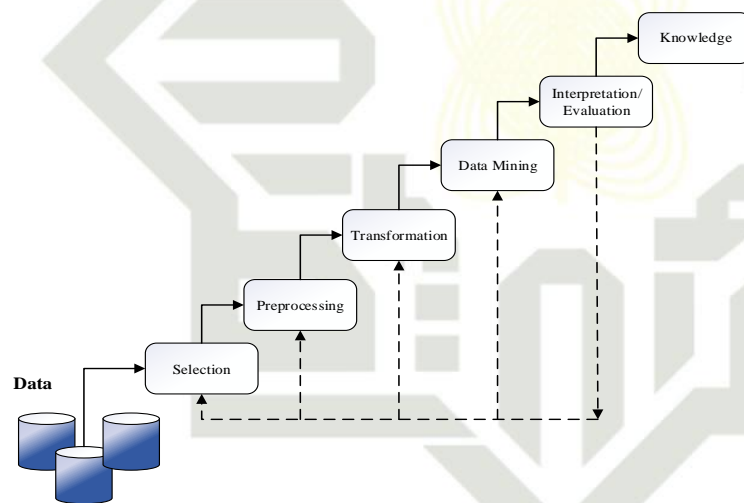 Knowledge
Interpretation/
Evaluation
Data Mining
Transformation
Preprocessing
Selection
Data